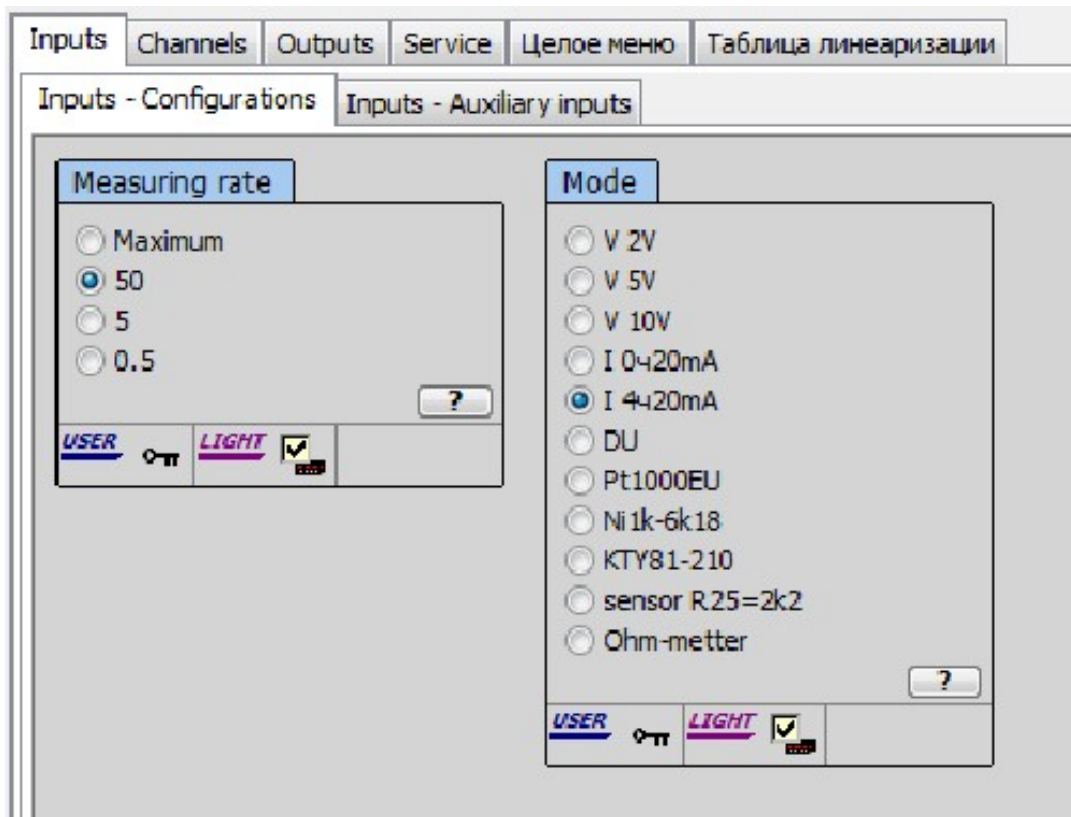 Inputs Channels Outputs Service Целое меню Таблица линеаризации
Inputs - Configurations Inputs - Auxiliary inputs
Measuring rate
Maximum
50
5
0.5
?
USER LIGHT
Mode
V 2V
V 5V
V 10V
I 0ч20mA
I 4ч20mA
DU
Pt1000EU
Ni1k-6k18
KTY81-210
sensor R25=2k2
Ohm-metter
?
USER LIGHT